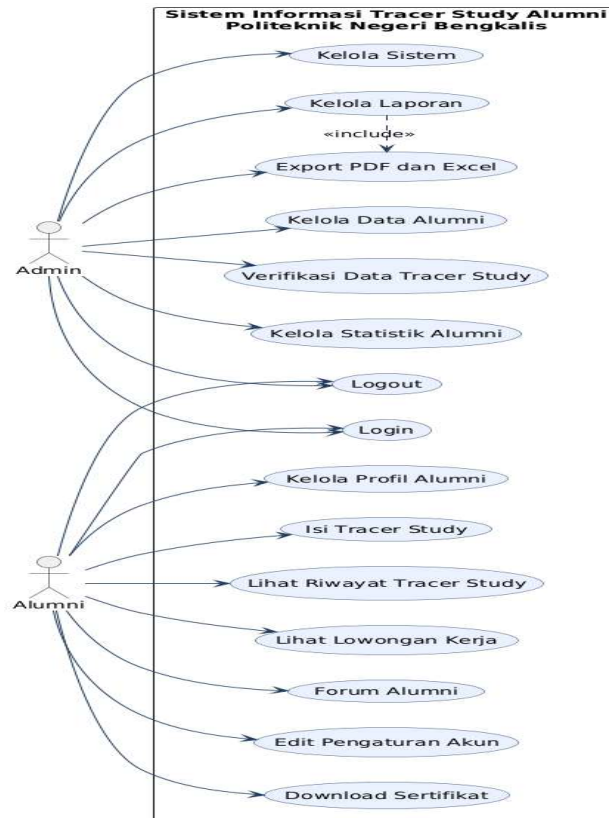 Sistem Informasi Tracer Study Alumni
Politeknik Negeri Bengkalis
Kelola Sistem
Kelola Laporan
«include»
Export PDF dan Excel
Kelola Data Alumni
Admin
Verifikasi Data Tracer Study
Kelola Statistik Alumni
Logout
Login
Kelola Profil Alumni
Isi Tracer Study
Lihat Riwayat Tracer Study
Alumni
Lihat Lowongan Kerja
Forum Alumni
Edit Pengaturan Akun
Download Sertifikat